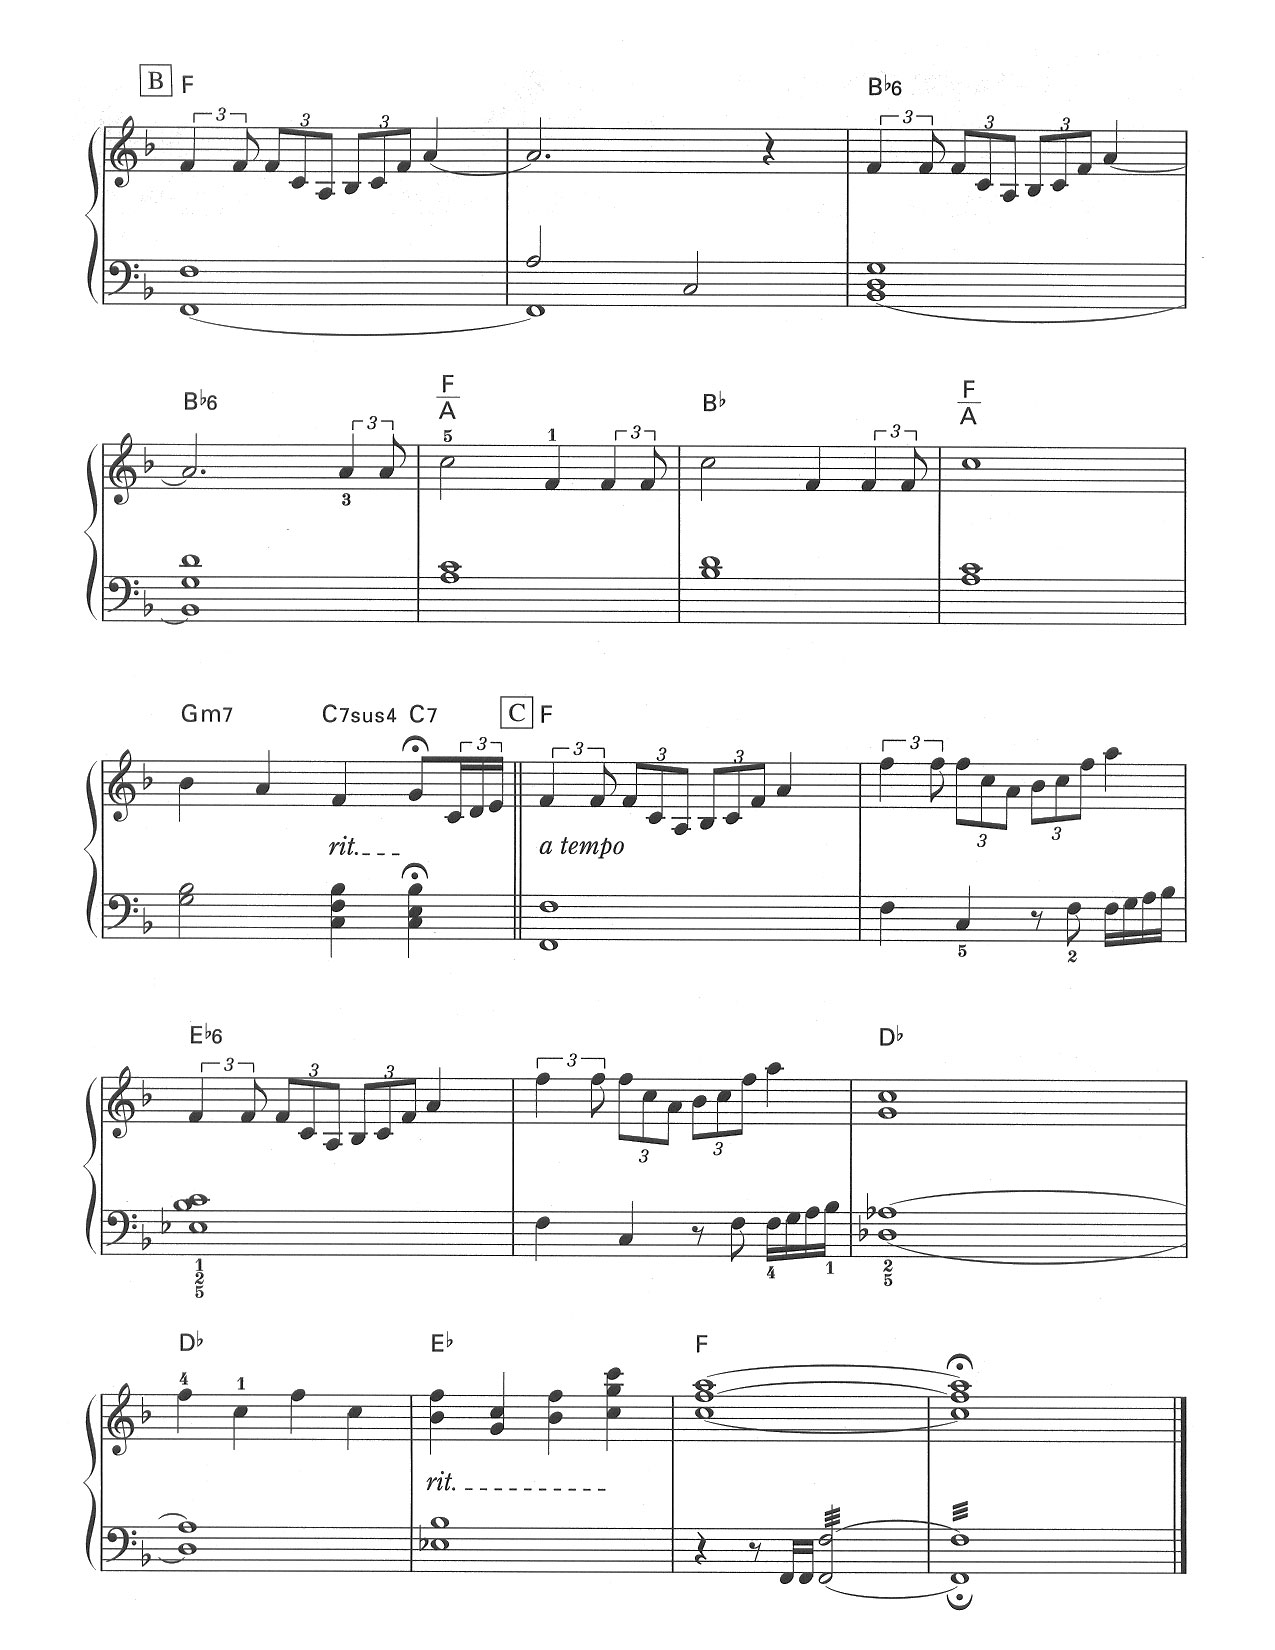 B F B♭6
3 3 3 3 3 3
B♭6 F/A B♭ F/A
3 5 1 3 3
3
Gm7 C7sus4 C7 C F
3 3 3 3 3
rit. a tempo
3 3
5 2
E♭6 D♭
3 3 3 3
3 3
1 2 5 4 1 2 5
D♭ E♭ F
4 1
rit.